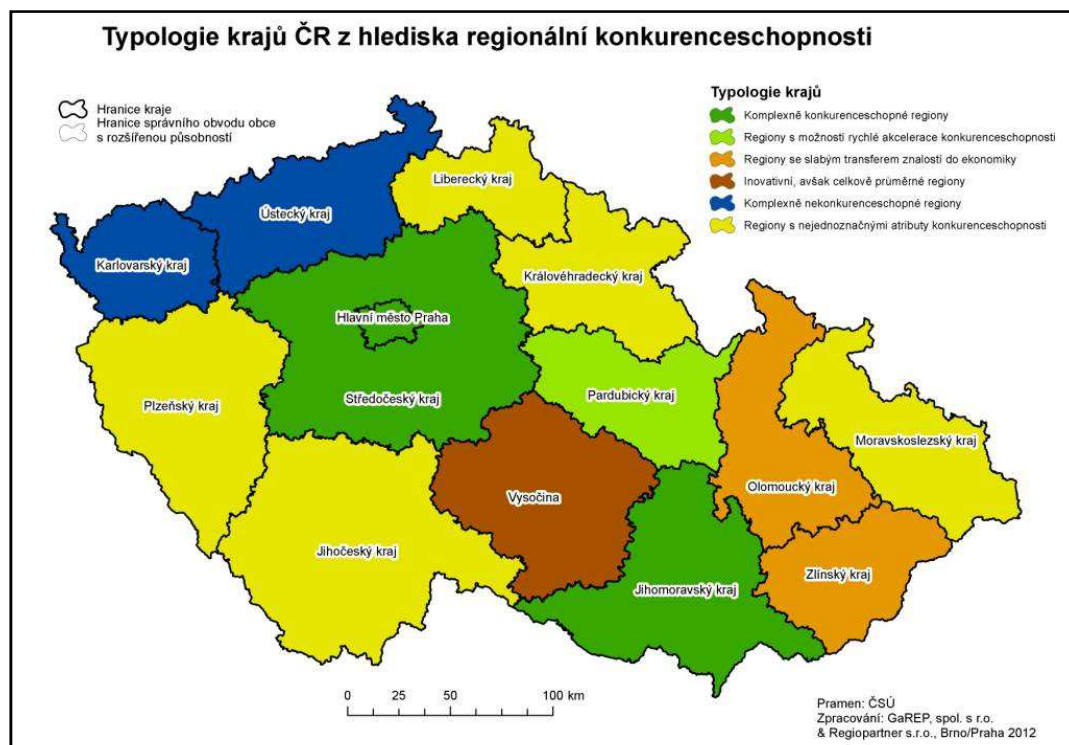 Typologie krajů ČR z hlediska regionální konkurenceschopnosti
Hranice kraje
Hranice správního obvodu obce
s rozšířenou působností
Typologie krajů
Komplexně konkurenceschopné regiony
Regiony s možností rychlé akcelerace konkurenceschopnosti
Regiony se slabým transferem znalostí do ekonomiky
Inovativní, avšak celkově průměrné regiony
Komplexně nekonkurenceschopné regiony
Regiony s nejednoznačnými atributy konkurenceschopnosti
Liberecký kraj
Ústecký kraj
Karlovarský kraj
Královéhradecký kraj
Hlavní město Praha
Středočeský kraj
Pardubický kraj
Plzeňský kraj
Moravskoslezský kraj
Olomoucký kraj
Vysočina
Jihočeský kraj
Zlínský kraj
Jihomoravský kraj
0 25 50 100 km
Pramen: ČSÚ
Zpracování: GaREP, spol. s r.o.
& Regiopartner s.r.o., Brno/Praha 2012